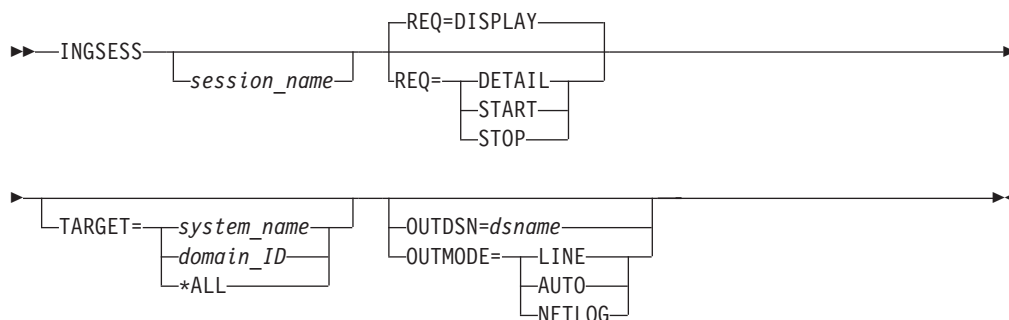 REQ=DISPLAY
INGSESS
session_name
REQ=
DETAIL
START
STOP
TARGET=
system_name
domain_ID
*ALL
OUTDSN=dsname
OUTMODE=
LINE
AUTO
NETLOG